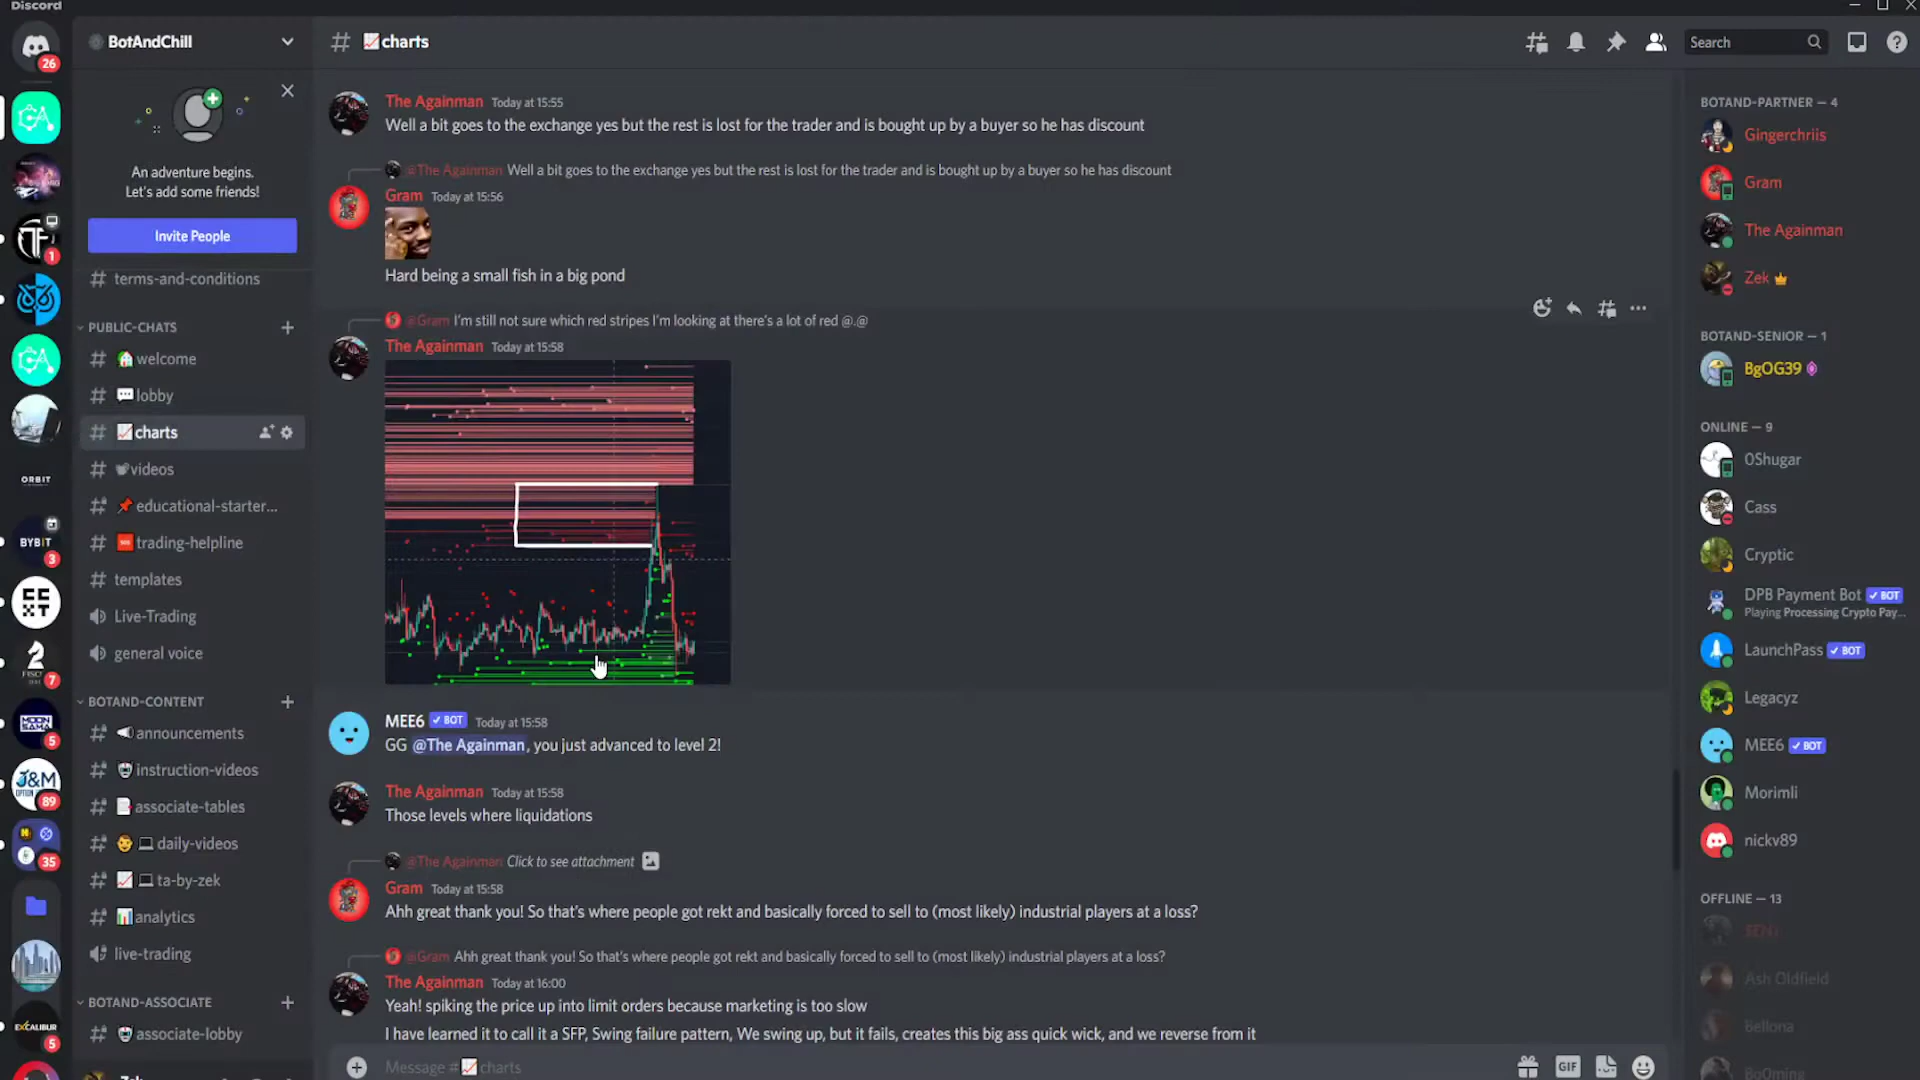 Discord
26
1
ORBIT
BYBIT
3
7
MOON
5
J&M
89
35
EXCALIBUR
5
BotAndChill
An adventure begins.
Let's add some friends!
Invite People
# terms-and-conditions
PUBLIC-CHATS
# welcome
# lobby
# charts
# videos
# educational-starter...
# trading-helpline
# templates
Live-Trading
general voice
BOTAND-CONTENT
# announcements
# instruction-videos
# associate-tables
# daily-videos
# ta-by-zek
# analytics
live-trading
BOTAND-ASSOCIATE
# associate-lobby
# charts
Search
The Againman Today at 15:55
Well a bit goes to the exchange yes but the rest is lost for the trader and is bought up by a buyer so he has discount
@The Againman Well a bit goes to the exchange yes but the rest is lost for the trader and is bought up by a buyer so he has discount
Gram Today at 15:56
Hard being a small fish in a big pond
@Gram I'm still not sure which red stripes I'm looking at there's a lot of red @.@
The Againman Today at 15:58
MEE6 ✓ BOT Today at 15:58
GG @The Againman, you just advanced to level 2!
The Againman Today at 15:58
Those levels where liquidations
@The Againman Click to see attachment
Gram Today at 15:58
Ahh great thank you! So that's where people got rekt and basically forced to sell to (most likely) industrial players at a loss?
@Gram Ahh great thank you! So that's where people got rekt and basically forced to sell to (most likely) industrial players at a loss?
The Againman Today at 16:00
Yeah! spiking the price up into limit orders because marketing is too slow
I have learned it to call it a SFP, Swing failure pattern, We swing up, but it fails, creates this big ass quick wick, and we reverse from it
Message # charts
GIF
BOTAND-PARTNER — 4
Gingerchriis
Gram
The Againman
Zek
BOTAND-SENIOR — 1
BgOG39
ONLINE — 9
0Shugar
Cass
Cryptic
DPB Payment Bot ✓ BOT
Playing Processing Crypto Pay...
LaunchPass ✓ BOT
Legacyz
MEE6 ✓ BOT
Morimli
nickv89
OFFLINE — 13
Ash Oldfield
Bellona